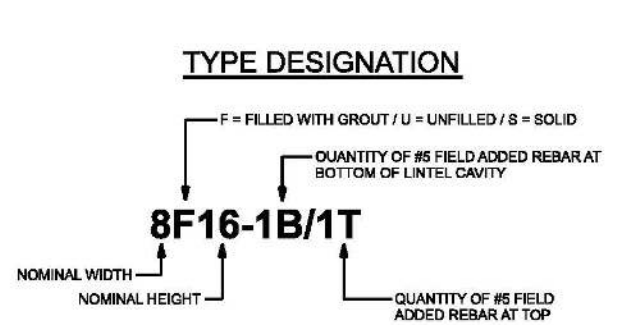 TYPE DESIGNATION
F = FILLED WITH GROUT / U = UNFILLED / S = SOLID
QUANTITY OF #5 FIELD ADDED REBAR AT
BOTTOM OF LINTEL CAVITY
8F16-1B/1T
NOMINAL WIDTH
NOMINAL HEIGHT
QUANTITY OF #5 FIELD
ADDED REBAR AT TOP